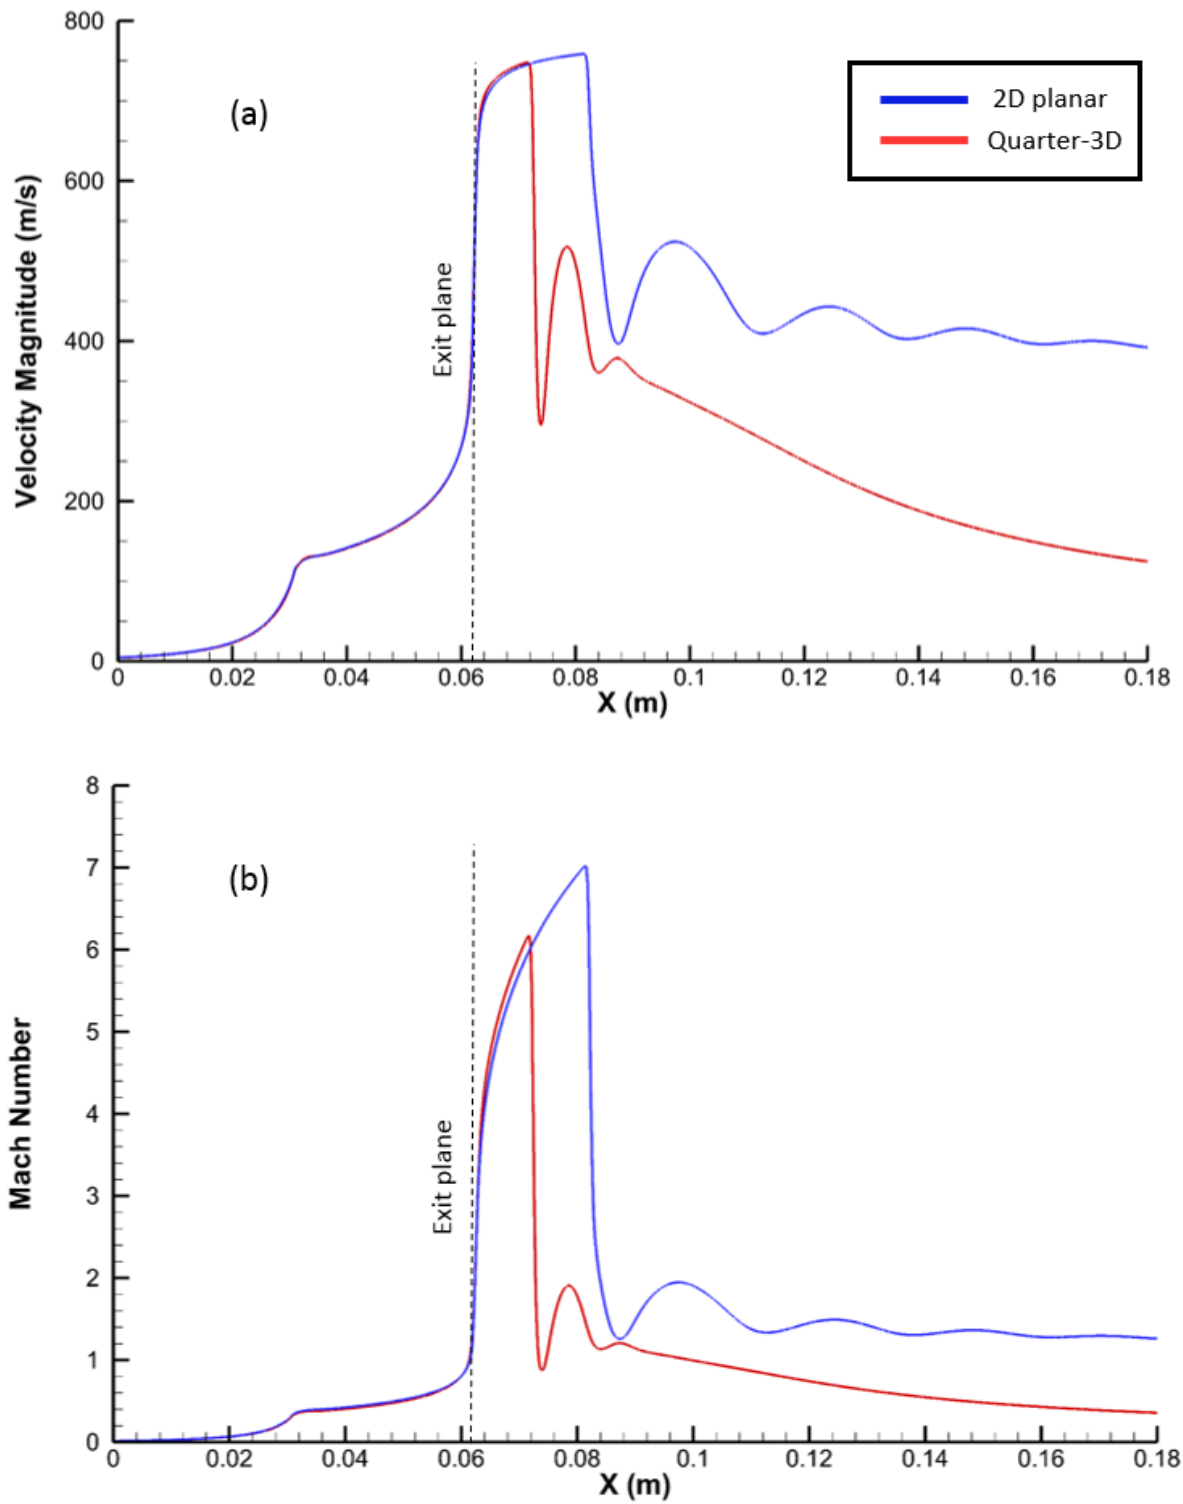 800
(a)
2D planar
Quarter-3D
600
Velocity Magnitude (m/s)
Exit plane
400
200
0
0 0.02 0.04 0.06 0.08 0.1 0.12 0.14 0.16 0.18
X (m)
8
(b)
7
6
5
Mach Number
4
Exit plane
3
2
1
0
0 0.02 0.04 0.06 0.08 0.1 0.12 0.14 0.16 0.18
X (m)